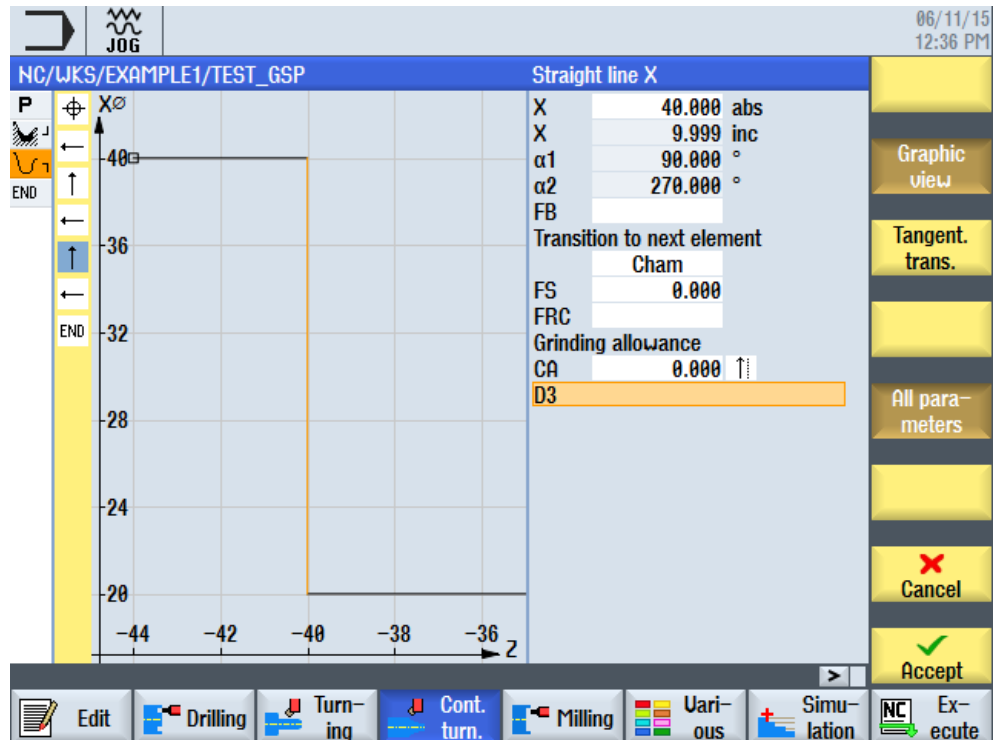 06/11/15
12:36 PM
JOG
NC/WKS/EXAMPLE1/TEST_GSP
Straight line X
P
END
END
XØ
-40
-36
-32
-28
-24
-20
-44 -42 -40 -38 -36 Z
X 40.000 abs
X 9.999 inc
α1 90.000 °
α2 270.000 °
FB
Transition to next element
Cham
FS 0.000
FRC
Grinding allowance
CA 0.000
D3
Graphic
view
Tangent.
trans.
All para-
meters
Cancel
Accept
>
Edit
Drilling
Turn-
ing
Cont.
turn.
Milling
Vari-
ous
Simu-
lation
NC
Ex-
ecute